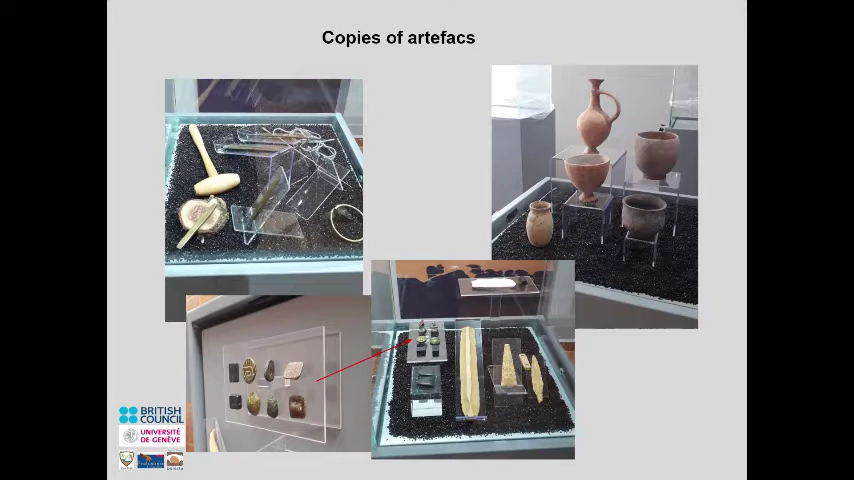 Copies of artefacs
BRITISH
COUNCIL
UNIVERSITÉ
DE GENÈVE